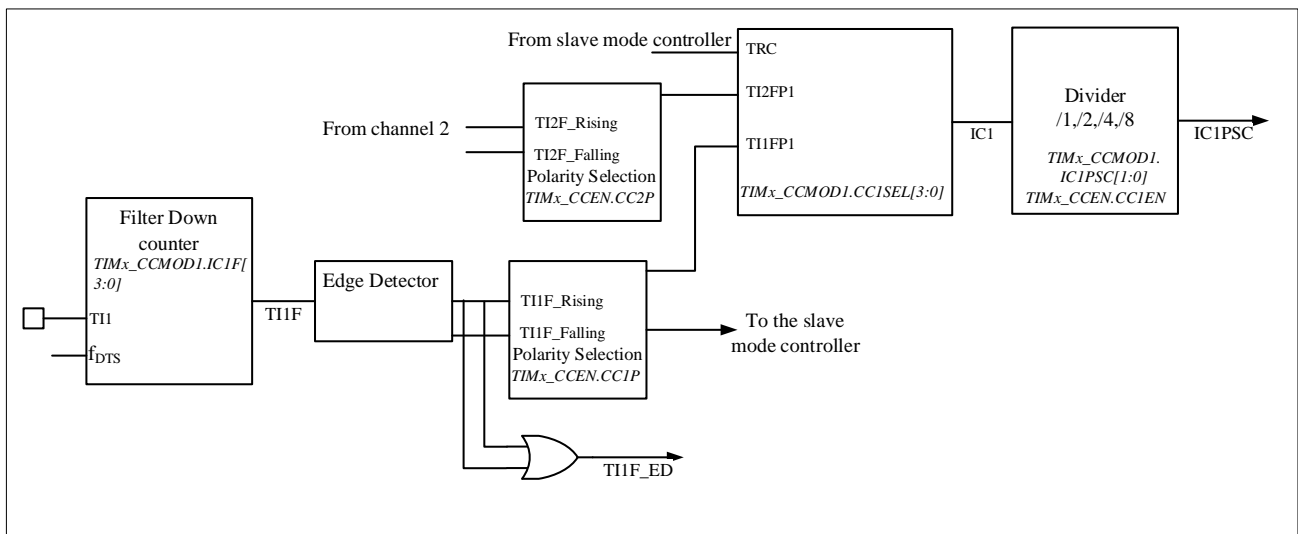 From slave mode controller
TRC
TI2FP1
TI1FP1
TIMx_CCMOD1.CC1SEL[3:0]
IC1
Divider
/1,/2,/4,/8
TIMx_CCMOD1.
IC1PSC[1:0]
TIMx_CCEN.CC1EN
IC1PSC
From channel 2
TI2F_Rising
TI2F_Falling
Polarity Selection
TIMx_CCEN.CC2P
Filter Down
counter
TIMx_CCMOD1.IC1F[
3:0]
TI1
fDTS
TI1F
Edge Detector
TI1F_Rising
TI1F_Falling
Polarity Selection
TIMx_CCEN.CC1P
To the slave
mode controller
TI1F_ED